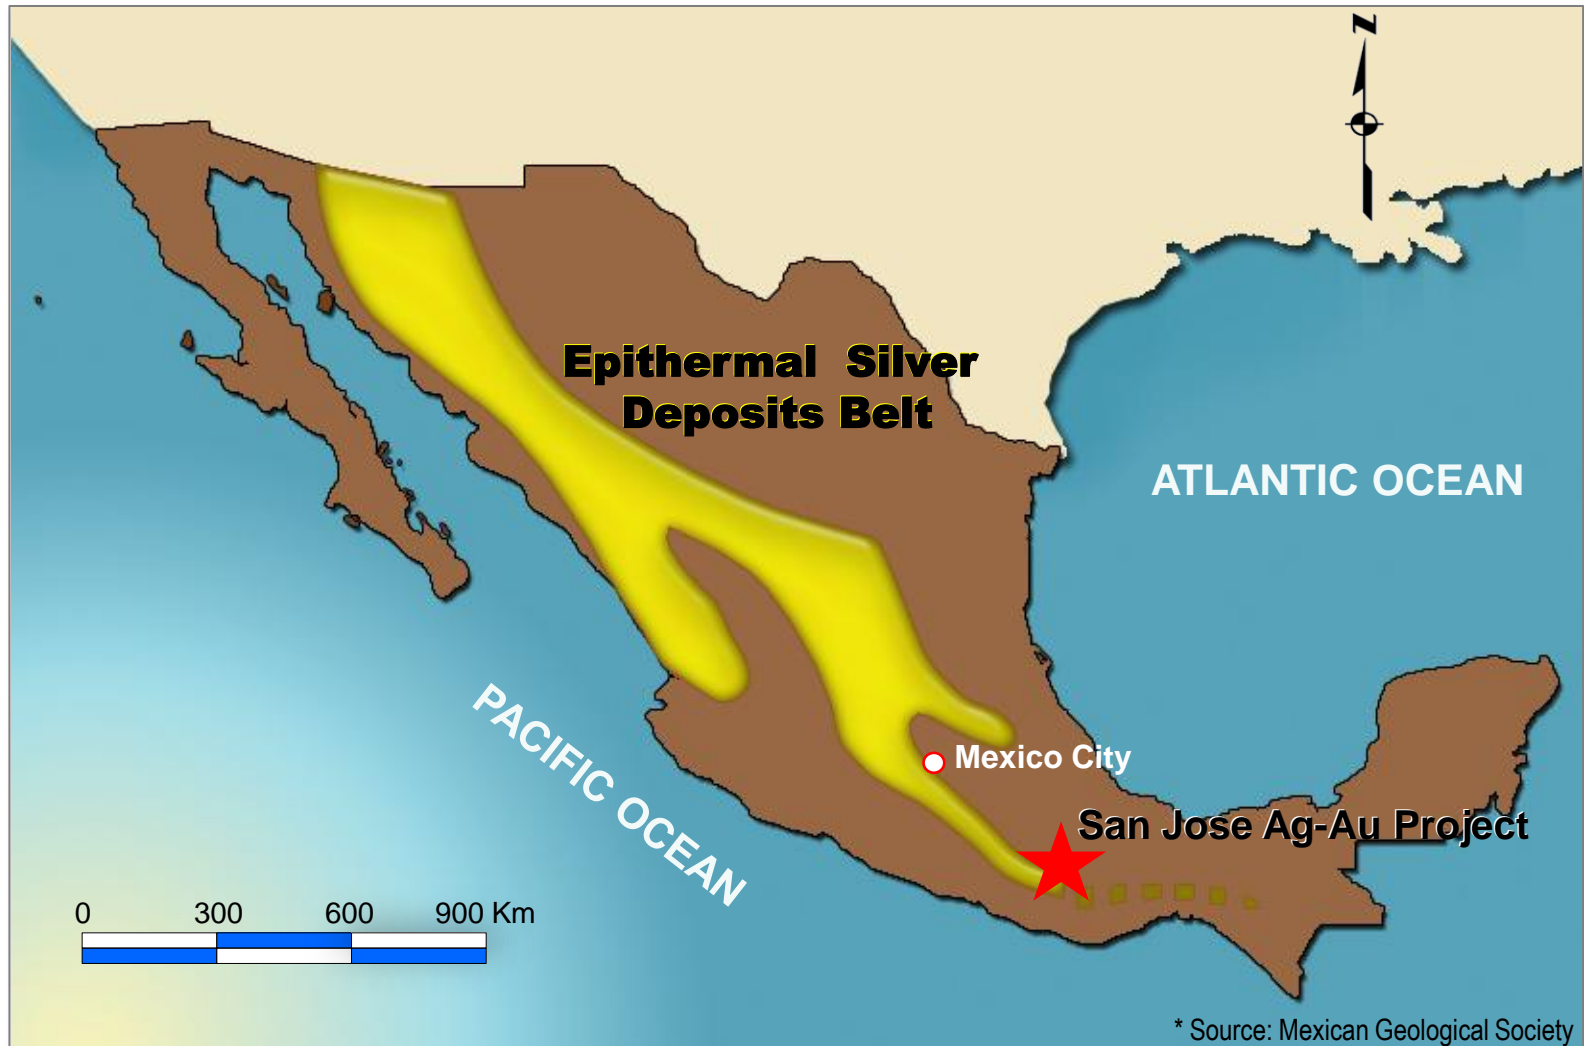 N
Epithermal Silver
Deposits Belt
ATLANTIC OCEAN
PACIFIC OCEAN
Mexico City
San Jose Ag-Au Project
0 300 600 900 Km
* Source: Mexican Geological Society